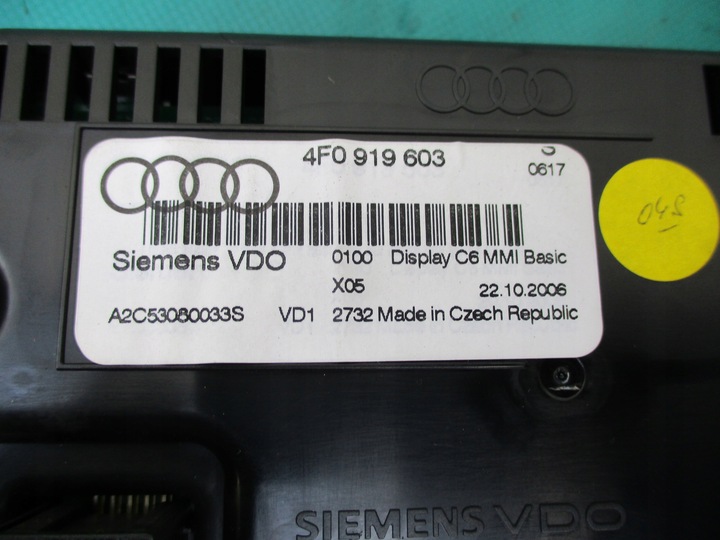 4F0 919 603
S
0617
Siemens VDO 0100 Display C6 MMI Basic
X05 22.10.2006
A2C53080033S VD1 2732 Made in Czech Republic
04S
SIEMENS VDO